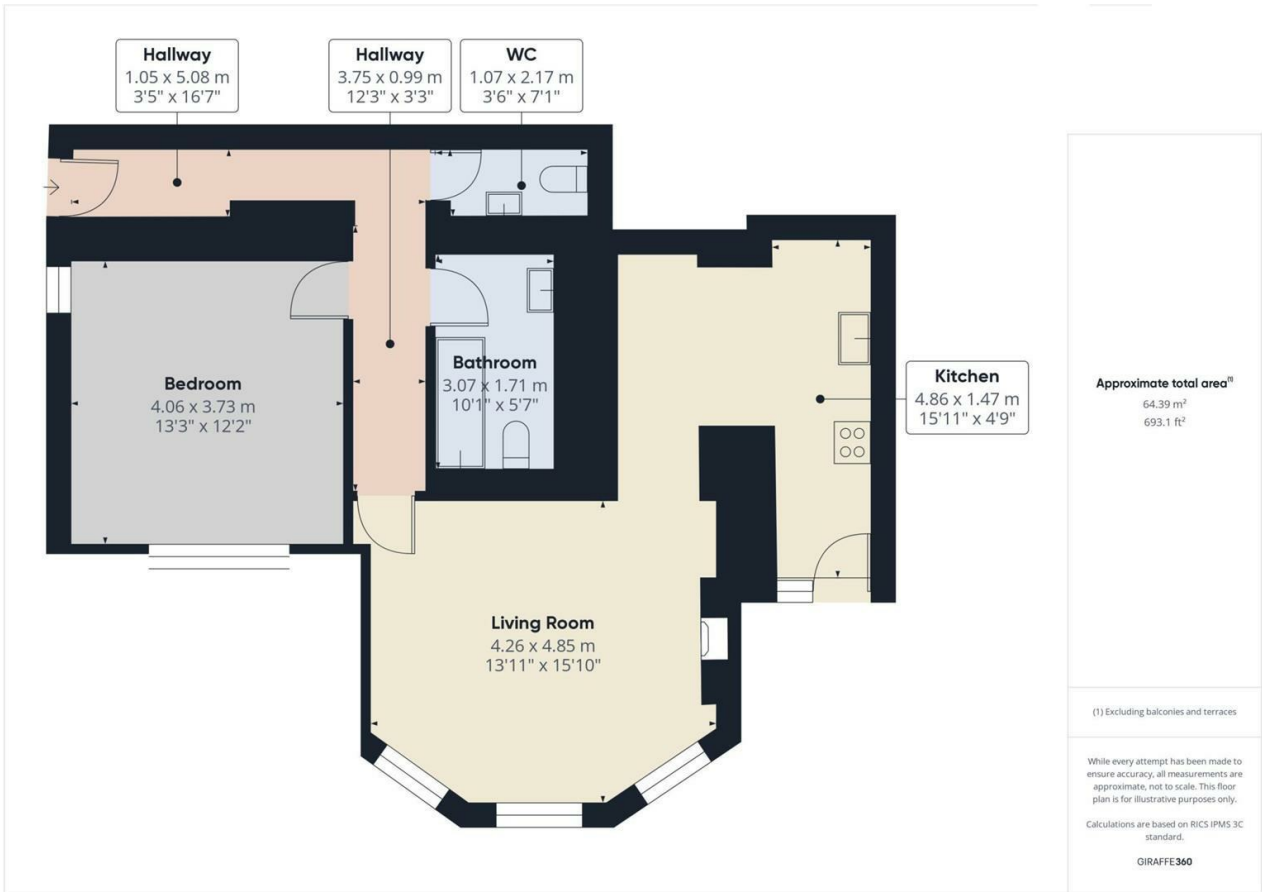 Hallway
1.05 x 5.08 m
3'5" x 16'7"
Hallway
3.75 x 0.99 m
12'3" x 3'3"
WC
1.07 x 2.17 m
3'6" x 7'1"
Bedroom
4.06 x 3.73 m
13'3" x 12'2"
Bathroom
3.07 x 1.71 m
10'1" x 5'7"
Kitchen
4.86 x 1.47 m
15'11" x 4'9"
Living Room
4.26 x 4.85 m
13'11" x 15'10"
Approximate total area(1)
64.39 m²
693.1 ft²
(1) Excluding balconies and terraces
While every attempt has been made to
ensure accuracy, all measurements are
approximate, not to scale. This floor
plan is for illustrative purposes only.
Calculations are based on RICS IPMS 3C
standard.
GIRAFFE360